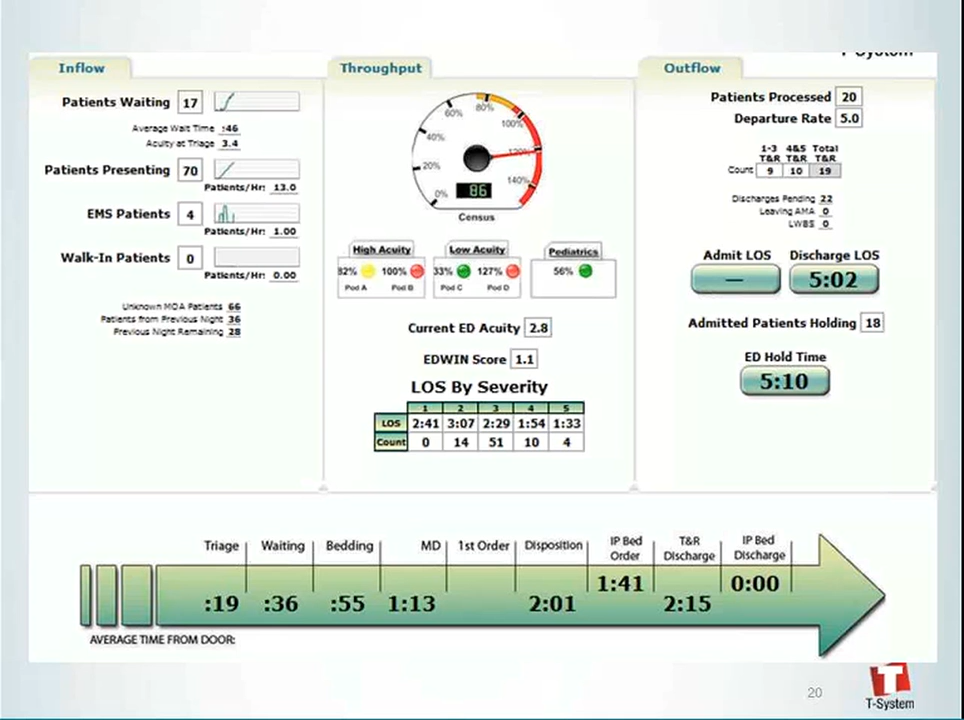 T-System
Inflow
Patients Waiting 17
Average Wait Time :46
Acuity at Triage 3.4
Patients Presenting 70
Patients/Hr: 13.0
EMS Patients 4
Patients/Hr: 1.00
Walk-In Patients 0
Patients/Hr: 0.00
Unknown MOA Patients 66
Patients from Previous Night 36
Previous Night Remaining 28
Throughput
0% 20% 40% 60% 80% 100% 120% 140%
86
Census
High Acuity Low Acuity Pediatrics
82% 100% 33% 127% 56%
Pod A Pod B Pod C Pod D
Current ED Acuity 2.8
EDWIN Score 1.1
LOS By Severity
1 2 3 4 5
LOS 2:41 3:07 2:29 1:54 1:33
Count 0 14 51 10 4
Outflow
Patients Processed 20
Departure Rate 5.0
1-3 4&5 Total
T&R T&R T&R
Count 9 10 19
Discharges Pending 22
Leaving AMA 0
LWBS 0
Admit LOS Discharge LOS
— 5:02
Admitted Patients Holding 18
ED Hold Time
5:10
Triage Waiting Bedding MD 1st Order Disposition IP Bed Order T&R Discharge IP Bed Discharge
:19 :36 :55 1:13 2:01 1:41 2:15 0:00
AVERAGE TIME FROM DOOR:
20
T
T-System